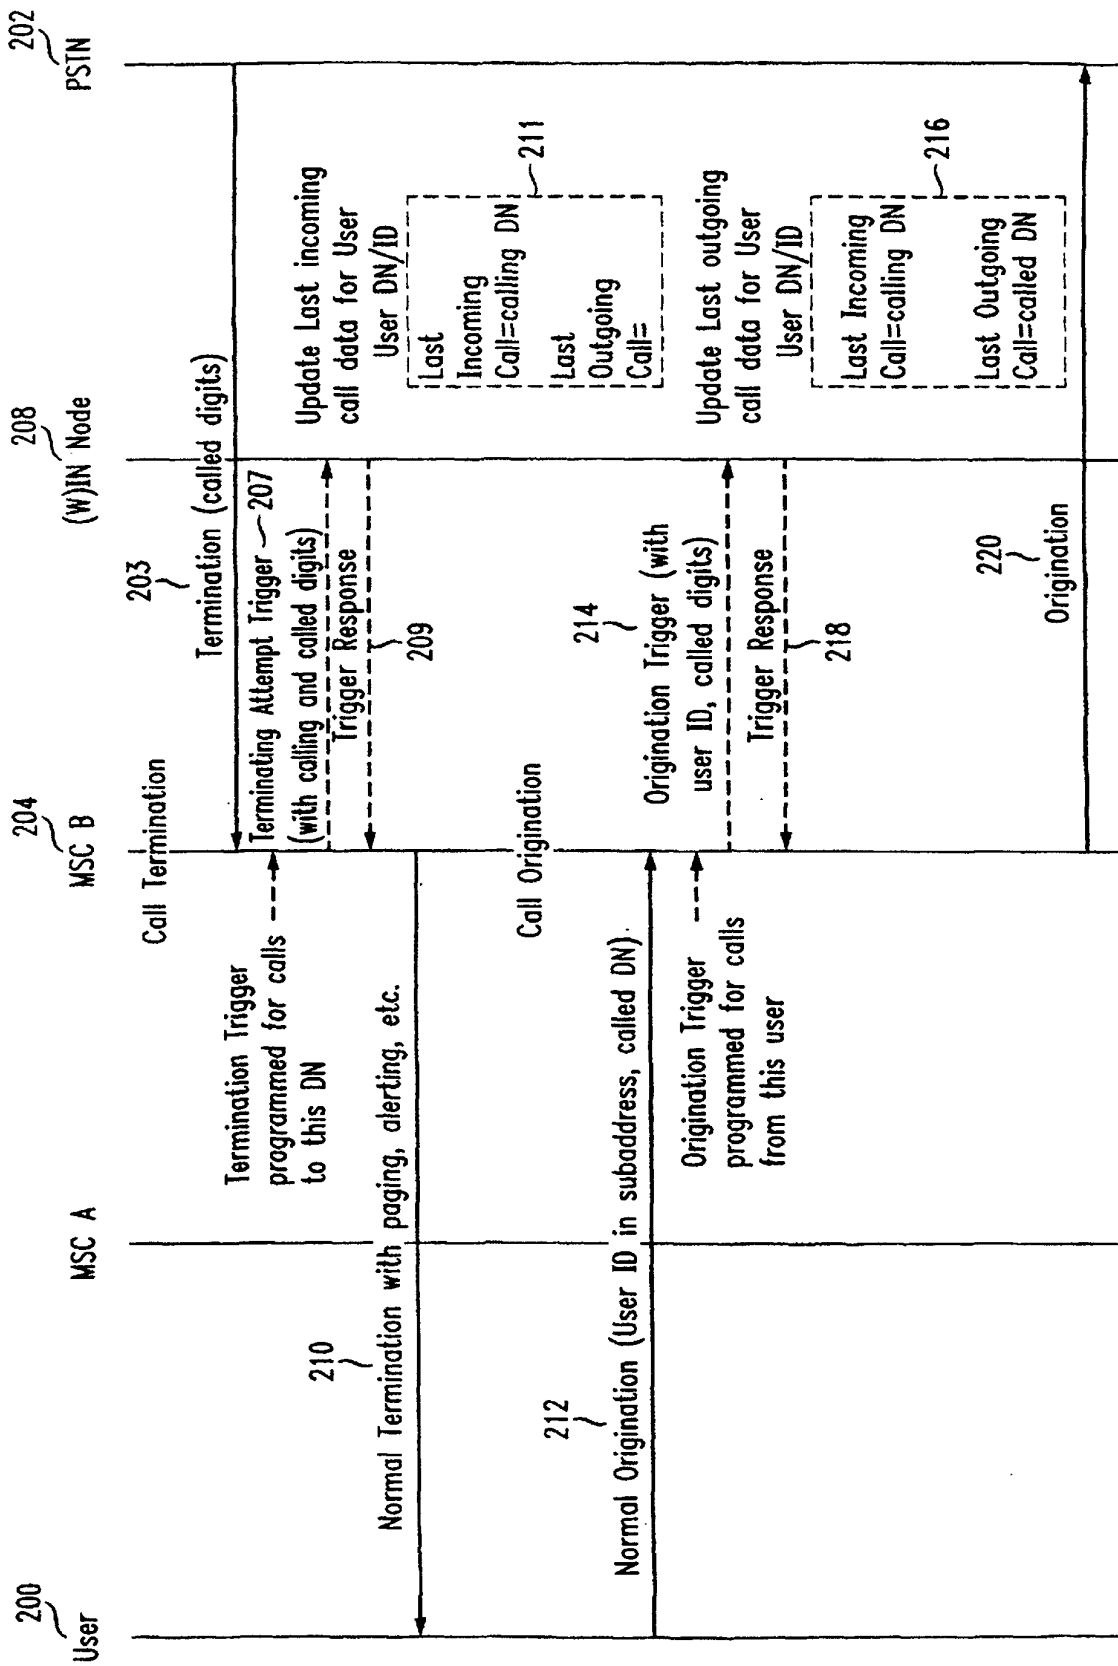 200
User
MSC A
204
MSC B
208
(W)IN Node
202
PSTN
Call Termination
203
Termination (called digits)
Termination Trigger
programmed for calls
to this DN
Terminating Attempt Trigger
207
(with calling and called digits)
Trigger Response
209
Update Last incoming
call data for User
User DN/ID
Last
Incoming
Call=calling DN
Last
Outgoing
Call=
211
210
Normal Termination with paging, alerting, etc.
Call Origination
212
Normal Origination (User ID in subaddress, called DN)
Origination Trigger
programmed for calls
from this user
214
Origination Trigger (with
user ID, called digits)
Trigger Response
218
Update Last outgoing
call data for User
User DN/ID
Last Incoming
Call=calling DN
Last Outgoing
Call=called DN
216
220
Origination